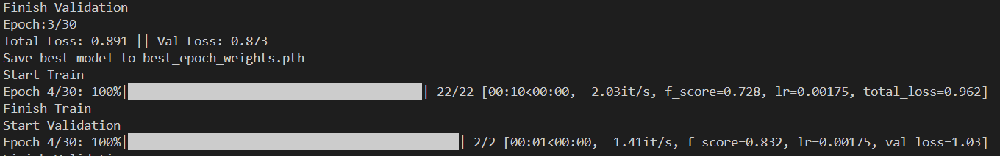 Finish Validation
Epoch:3/30
Total Loss: 0.891 || Val Loss: 0.873
Save best model to best_epoch_weights.pth
Start Train
Epoch 4/30: 100%|██████████| 22/22 [00:10<00:00,  2.03it/s, f_score=0.728, lr=0.00175, total_loss=0.962]
Finish Train
Start Validation
Epoch 4/30: 100%|██████████| 2/2 [00:01<00:00,  1.41it/s, f_score=0.832, lr=0.00175, val_loss=1.03]